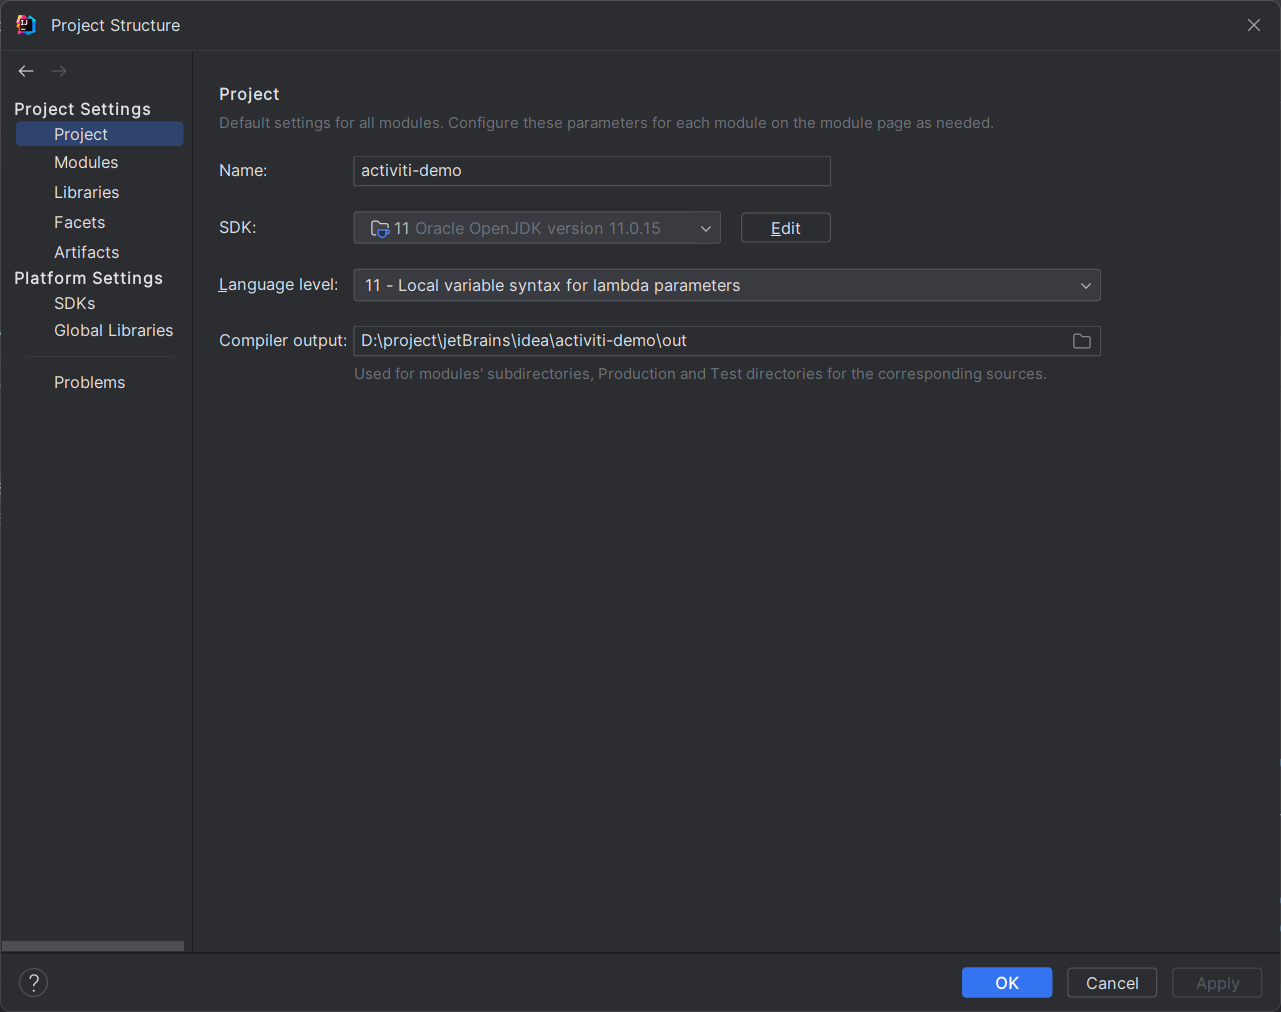 Project Structure
Project Settings
Project
Modules
Libraries
Facets
Artifacts
Platform Settings
SDKs
Global Libraries
Problems
Project
Default settings for all modules. Configure these parameters for each module on the module page as needed.
Name: activiti-demo
SDK: 11 Oracle OpenJDK version 11.0.15 Edit
Language level: 11 - Local variable syntax for lambda parameters
Compiler output: D:\project\jetBrains\idea\activiti-demo\out
Used for modules' subdirectories, Production and Test directories for the corresponding sources.
? OK Cancel Apply